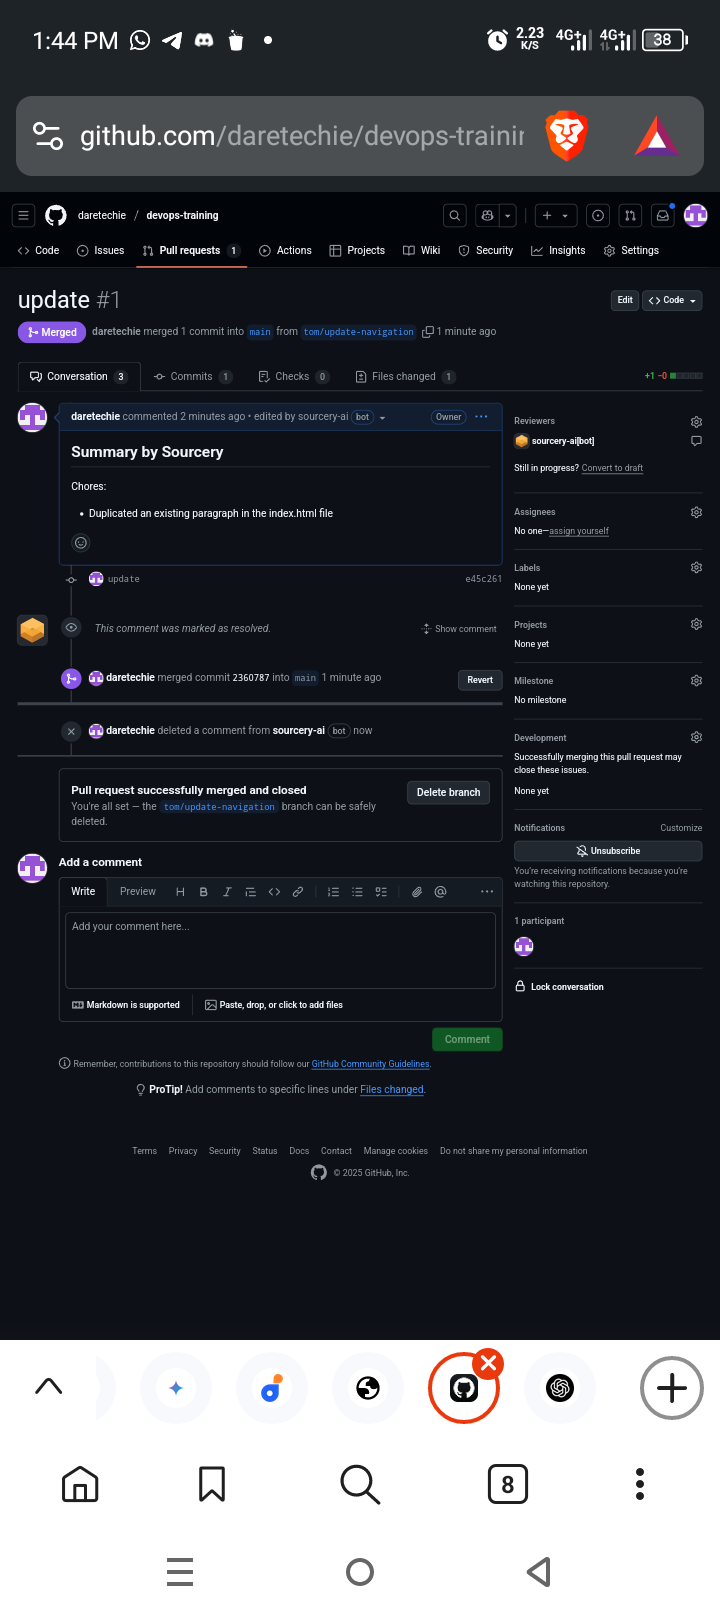 1:44 PM 2.23 K/S 4G+ 4G+ 38
github.com/daretechie/devops-trainin
daretechie / devops-training
Code Issues Pull requests 1 Actions Projects Wiki Security Insights Settings
update #1
Edit Code
Merged daretechie merged 1 commit into main from tom/update-navigation 1 minute ago
Conversation 3 Commits 1 Checks 0 Files changed 1 +1 −0
daretechie commented 2 minutes ago • edited by sourcery-ai bot Owner
Summary by Sourcery
Chores:
• Duplicated an existing paragraph in the index.html file
update e45c261
This comment was marked as resolved. Show comment
daretechie merged commit 2360787 into main 1 minute ago Revert
daretechie deleted a comment from sourcery-ai bot now
Pull request successfully merged and closed
You're all set — the tom/update-navigation branch can be safely
deleted.
Delete branch
Add a comment
Write Preview
Add your comment here...
Markdown is supported Paste, drop, or click to add files
Comment
Remember, contributions to this repository should follow our GitHub Community Guidelines.
ProTip! Add comments to specific lines under Files changed.
Reviewers
sourcery-ai[bot]
Still in progress? Convert to draft
Assignees
No one—assign yourself
Labels
None yet
Projects
None yet
Milestone
No milestone
Development
Successfully merging this pull request may
close these issues.
None yet
Notifications Customize
Unsubscribe
You're receiving notifications because you're
watching this repository.
1 participant
Lock conversation
Terms Privacy Security Status Docs Contact Manage cookies Do not share my personal information
© 2025 GitHub, Inc.
8